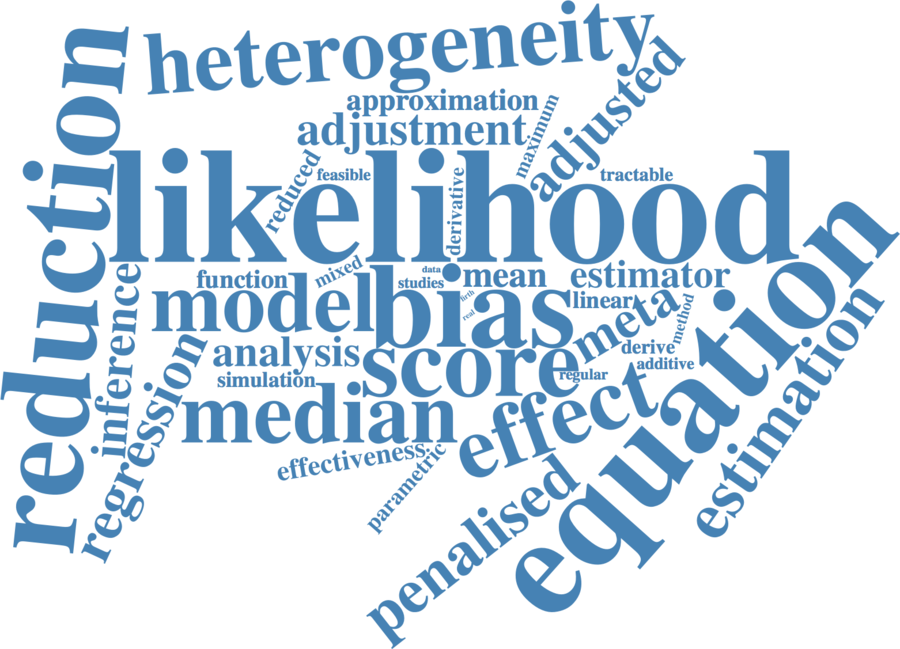 heterogeneity
reduction
adjusted
approximation
adjustment
maximum
likelihood
reduced
feasible
derivative
tractable
function
mixed
data
studies
mean
estimator
model
bias
firth
real
linear
meta
method
equation
inference
regression
analysis
score
derive
additive
regular
simulation
median
effect
estimation
effectiveness
parametric
penalised